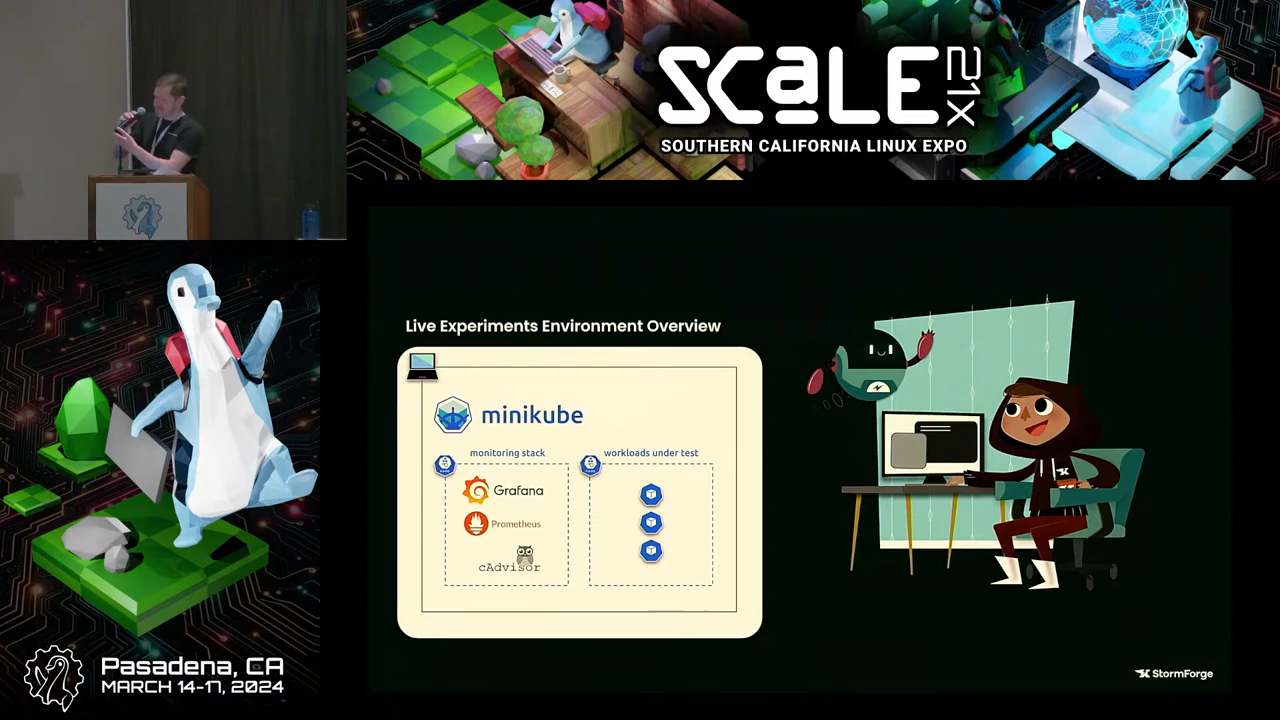 SCaLE 21X
SOUTHERN CALIFORNIA LINUX EXPO
Live Experiments Environment Overview
minikube
monitoring stack
workloads under test
Grafana
Prometheus
cAdvisor
StormForge
Pasadena, CA
MARCH 14-17, 2024